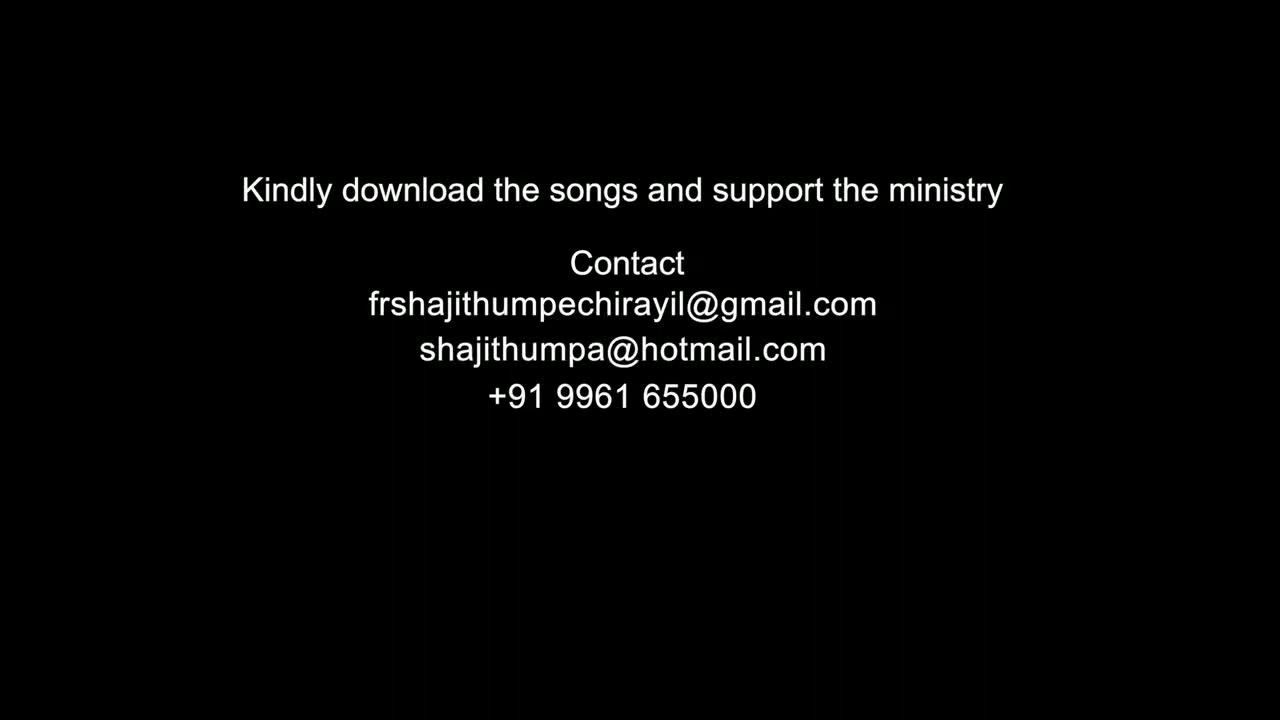 Kindly download the songs and support the ministry
Contact
frshajithumpechirayil@gmail.com
shajithumpa@hotmail.com
+91 9961 655000